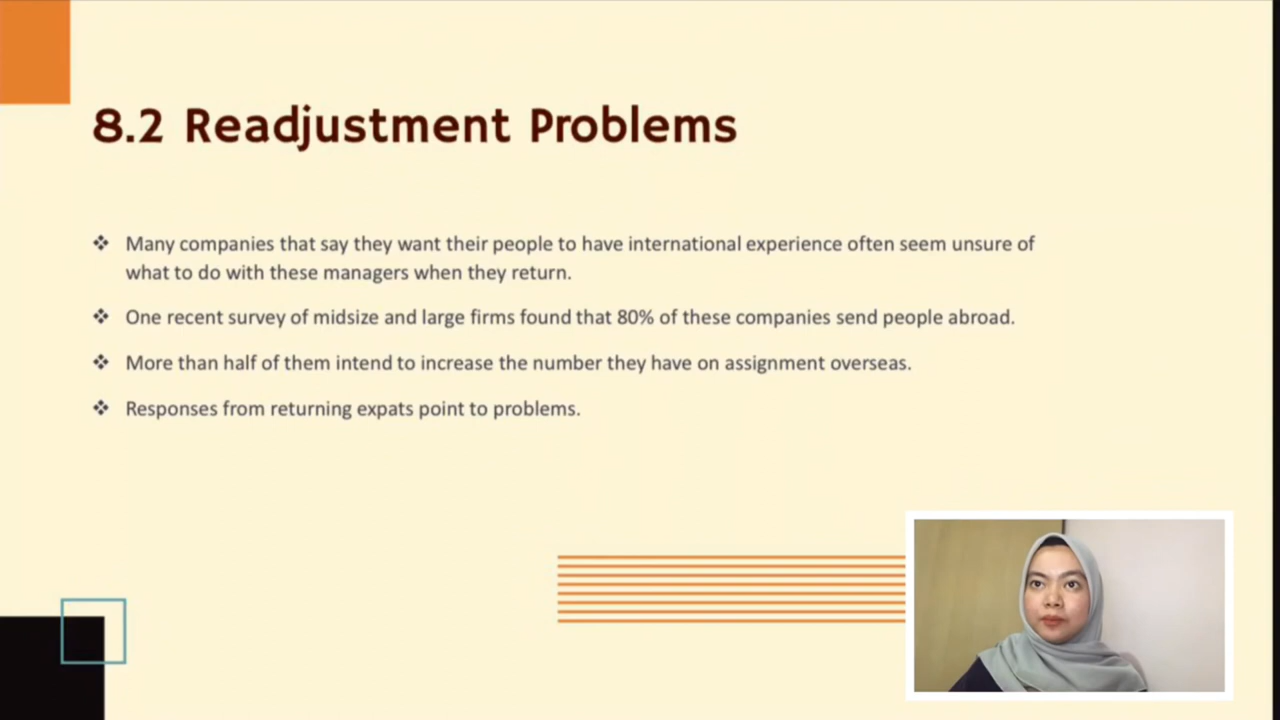 8.2 Readjustment Problems
❖ Many companies that say they want their people to have international experience often seem unsure of
what to do with these managers when they return.
❖ One recent survey of midsize and large firms found that 80% of these companies send people abroad.
❖ More than half of them intend to increase the number they have on assignment overseas.
❖ Responses from returning expats point to problems.